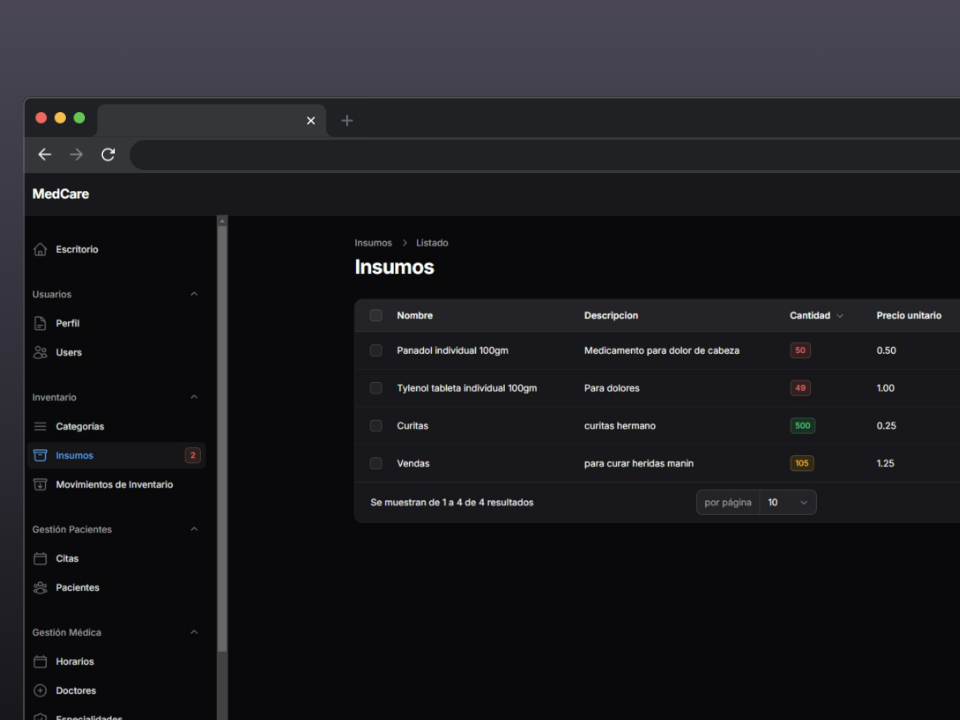 MedCare
Escritorio
Usuarios
Perfil
Users
Inventario
Categorías
Insumos 2
Movimientos de Inventario
Gestión Pacientes
Citas
Pacientes
Gestión Médica
Horarios
Doctores
Especialidades
Insumos > Listado
Insumos
Nombre Descripcion Cantidad Precio unitario
Panadol individual 100gm Medicamento para dolor de cabeza 50 0.50
Tylenol tableta individual 100gm Para dolores 49 1.00
Curitas curitas hermano 500 0.25
Vendas para curar heridas manin 105 1.25
Se muestran de 1 a 4 de 4 resultados por página 10